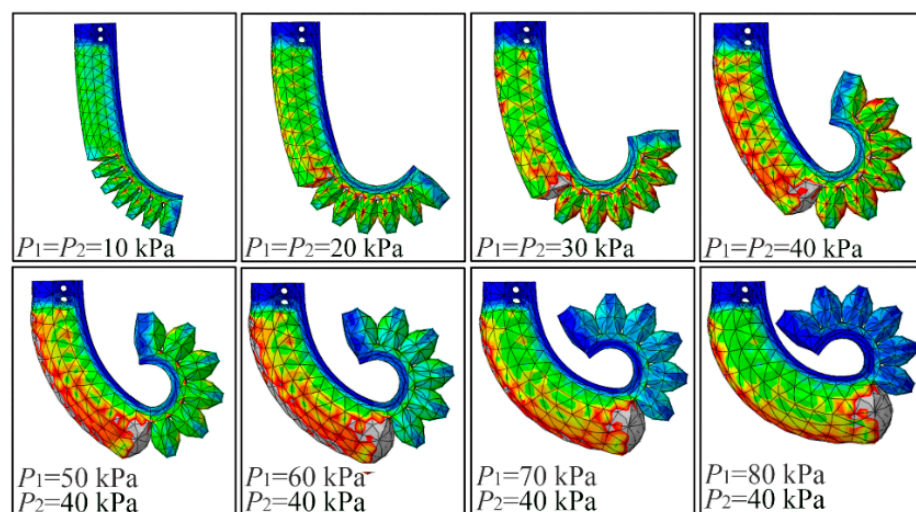 P₁=P₂=10 kPa
P₁=P₂=20 kPa
P₁=P₂=30 kPa
P₁=P₂=40 kPa
P₁=50 kPa
P₂=40 kPa
P₁=60 kPa
P₂=40 kPa
P₁=70 kPa
P₂=40 kPa
P₁=80 kPa
P₂=40 kPa